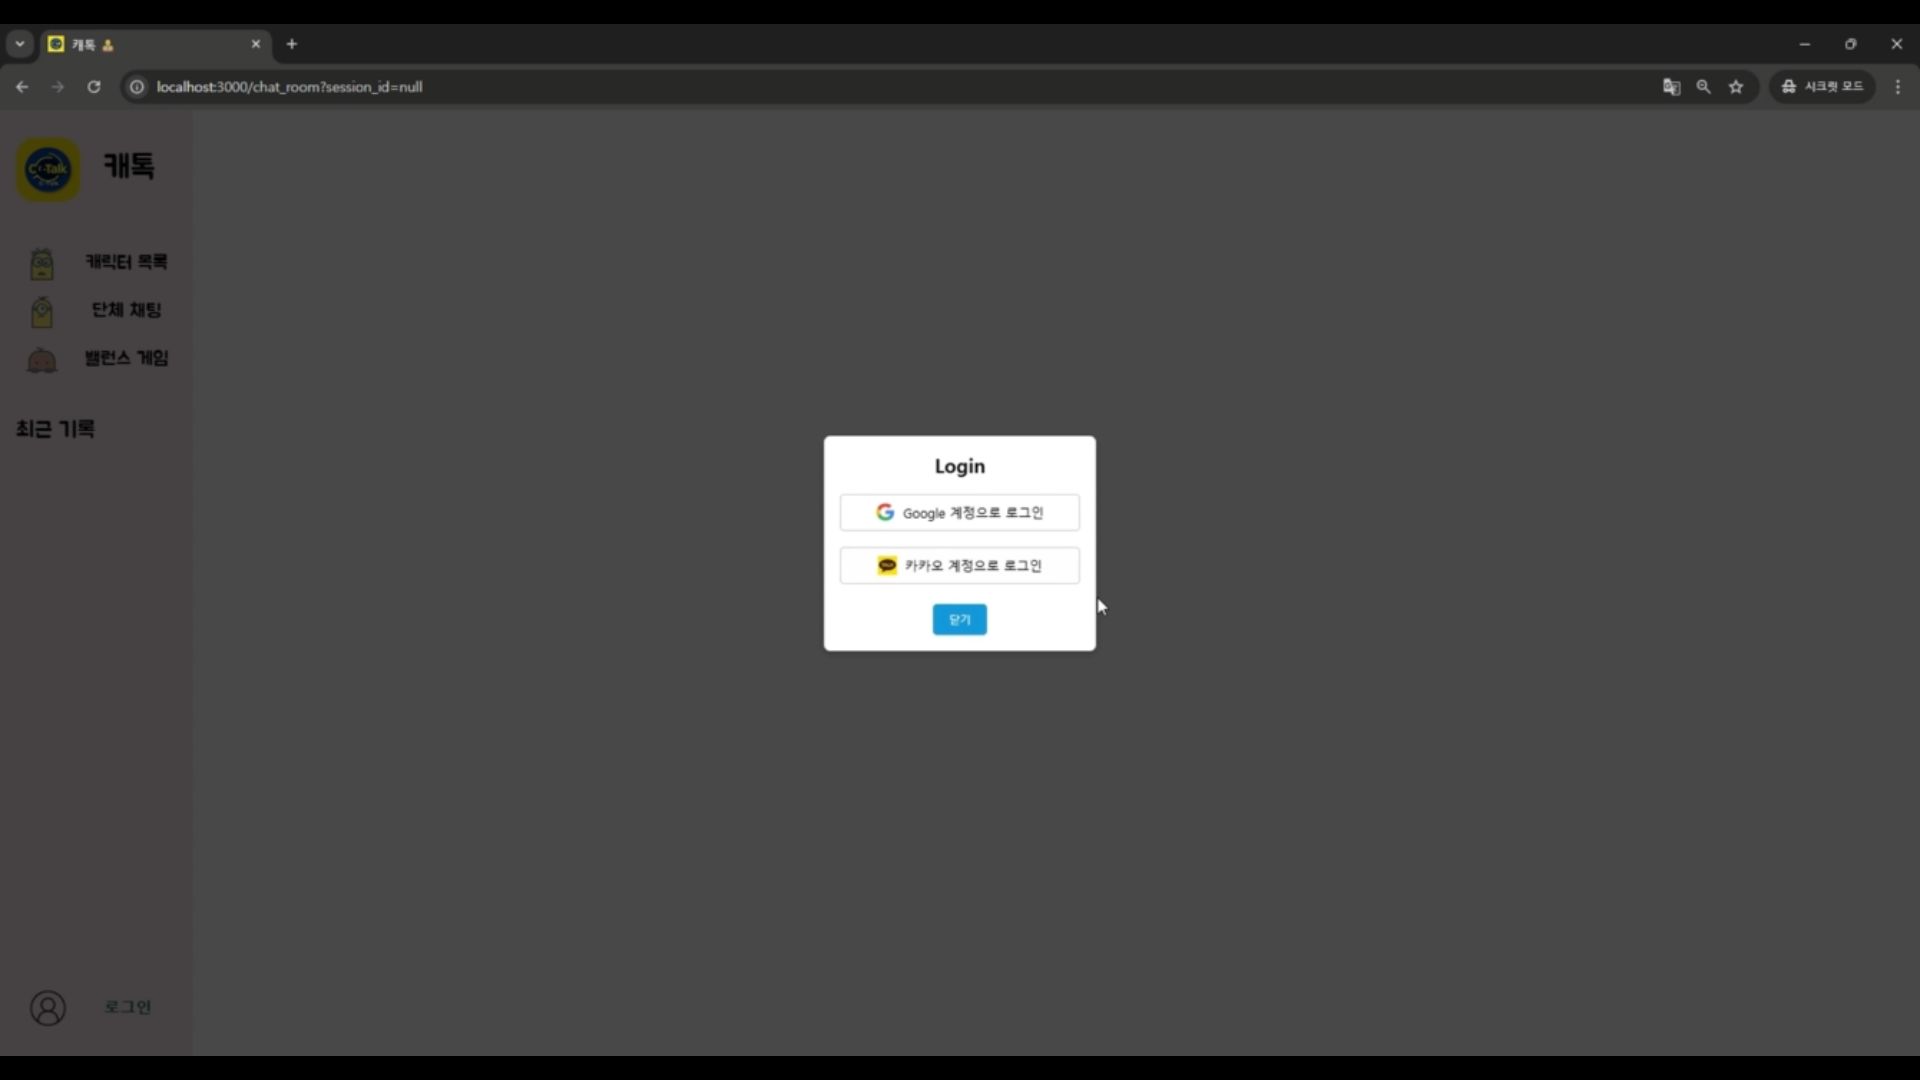 캐톡
localhost:3000/chat_room?session_id=null
시크릿 모드
캐톡
캐릭터 목록
단체 채팅
밸런스 게임
최근 기록
Login
Google 계정으로 로그인
카카오 계정으로 로그인
닫기
로그인